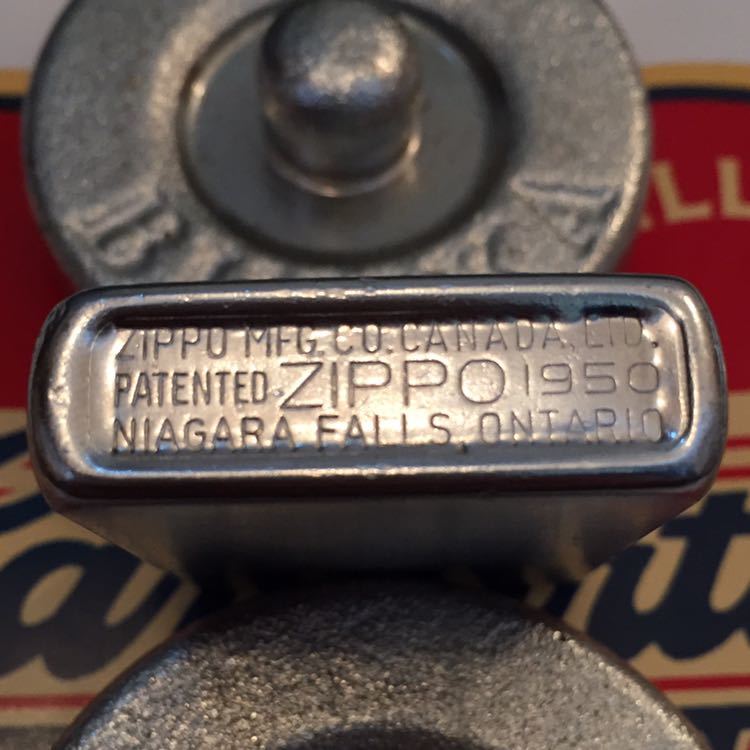 ZIPPO MFG. CO. CANADA, LTD.
PATENTED ZIPPO 1950
NIAGARA FALLS, ONTARIO